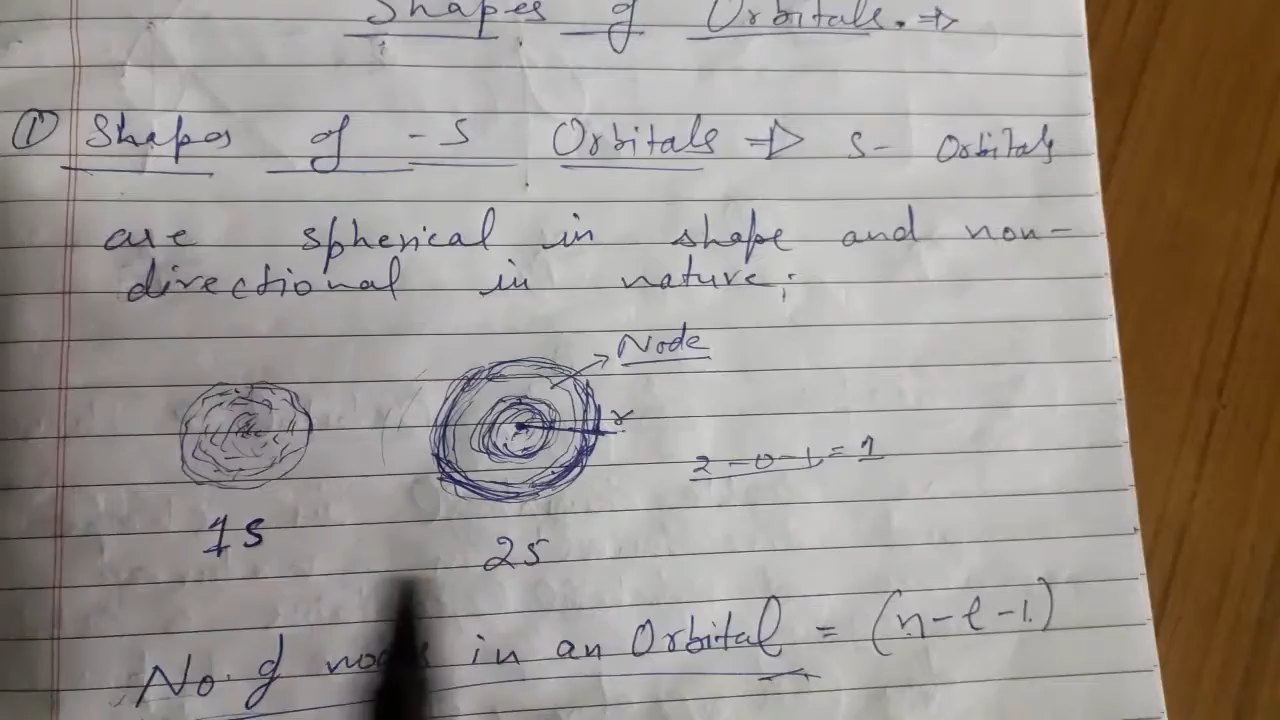 Shapes of Orbitals. ⇒
① Shapes of -s Orbitals ⇒ s- Orbitals
are spherical in shape and non-
directional in nature;
Node
r
2-0-1=1
1s
2s
No. of nodes in an Orbital = (n-l-1)